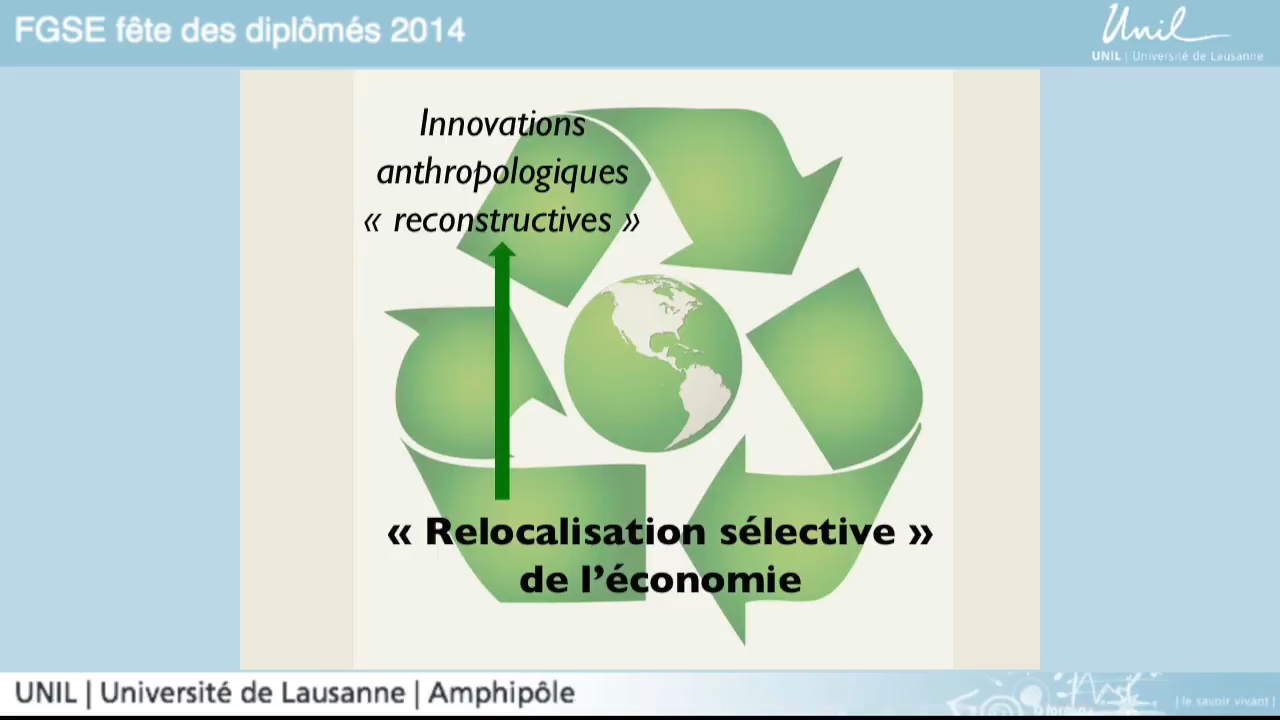 FGSE fête des diplômés 2014
Unil
UNIL | Université de Lausanne
Innovations
anthropologiques
« reconstructives »
« Relocalisation sélective »
de l’économie
UNIL | Université de Lausanne | Amphipôle
| le savoir vivant |